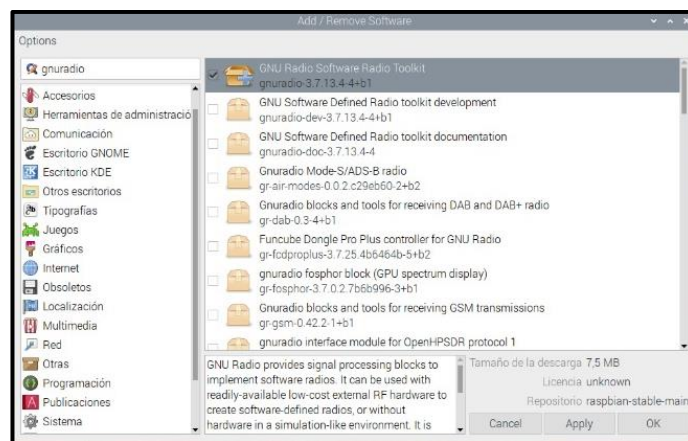 Add / Remove Software
Options
gnuradio
Accesorios
Herramientas de administració
Comunicación
Escritorio GNOME
Escritorio KDE
Otros escritorios
Tipografías
Juegos
Gráficos
Internet
Obsoletos
Localización
Multimedia
Red
Otras
Programación
Publicaciones
Sistema
GNU Radio Software Radio Toolkit
gnuradio-3.7.13.4-4+b1
GNU Software Defined Radio toolkit development
gnuradio-dev-3.7.13.4-4+b1
GNU Software Defined Radio toolkit documentation
gnuradio-doc-3.7.13.4-4
Gnuradio Mode-S/ADS-B radio
gr-air-modes-0.0.2.c29eb60-2+b2
Gnuradio blocks and tools for receiving DAB and DAB+ radio
gr-dab-0.3-4+b1
Funcube Dongle Pro Plus controller for GNU Radio
gr-fcdproplus-3.7.25.4b6464b-5+b2
gnuradio fosphor block (GPU spectrum display)
gr-fosphor-3.7.0.2.7b6b996-3+b1
Gnuradio blocks and tools for receiving GSM transmissions
gr-gsm-0.42.2-1+b1
gnuradio interface module for OpenHPSDR protocol 1
GNU Radio provides signal processing blocks to
implement software radios. It can be used with
readily-available low-cost external RF hardware to
create software-defined radios, or without
hardware in a simulation-like environment. It is
Tamaño de la descarga 7,5 MB
Licencia unknown
Repositorio raspbian-stable-main
Cancel Apply OK